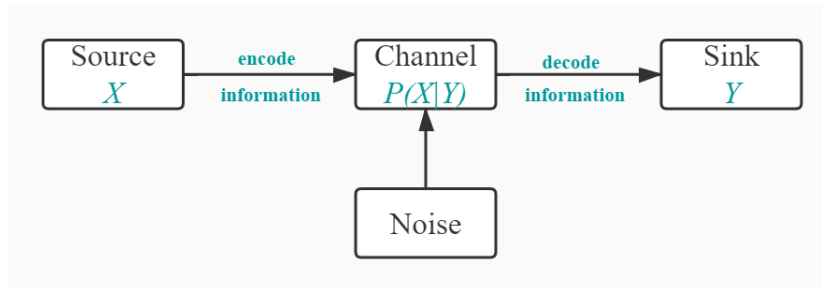 Source
X
encode
information
Channel
P(X|Y)
decode
information
Sink
Y
Noise